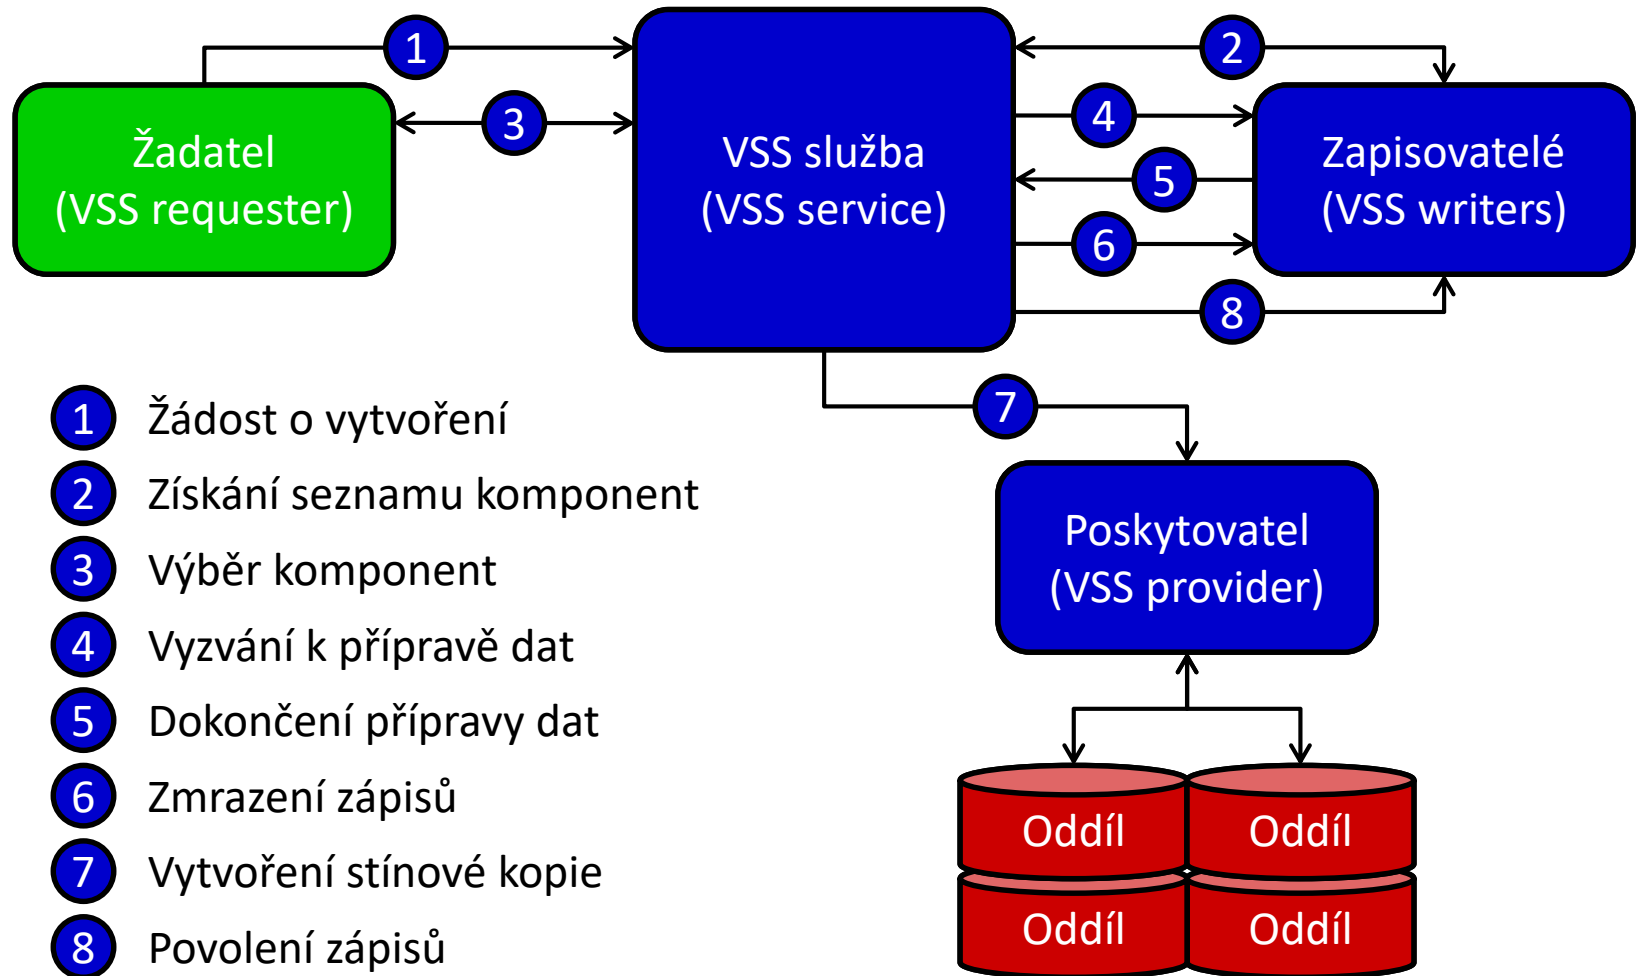 1
2
3
4
5
6
8
7
Žadatel
(VSS requester)
VSS služba
(VSS service)
Zapisovatelé
(VSS writers)
Poskytovatel
(VSS provider)
Oddíl
Oddíl
Oddíl
Oddíl
1 Žádost o vytvoření
2 Získání seznamu komponent
3 Výběr komponent
4 Vyzvání k přípravě dat
5 Dokončení přípravy dat
6 Zmrazení zápisů
7 Vytvoření stínové kopie
8 Povolení zápisů